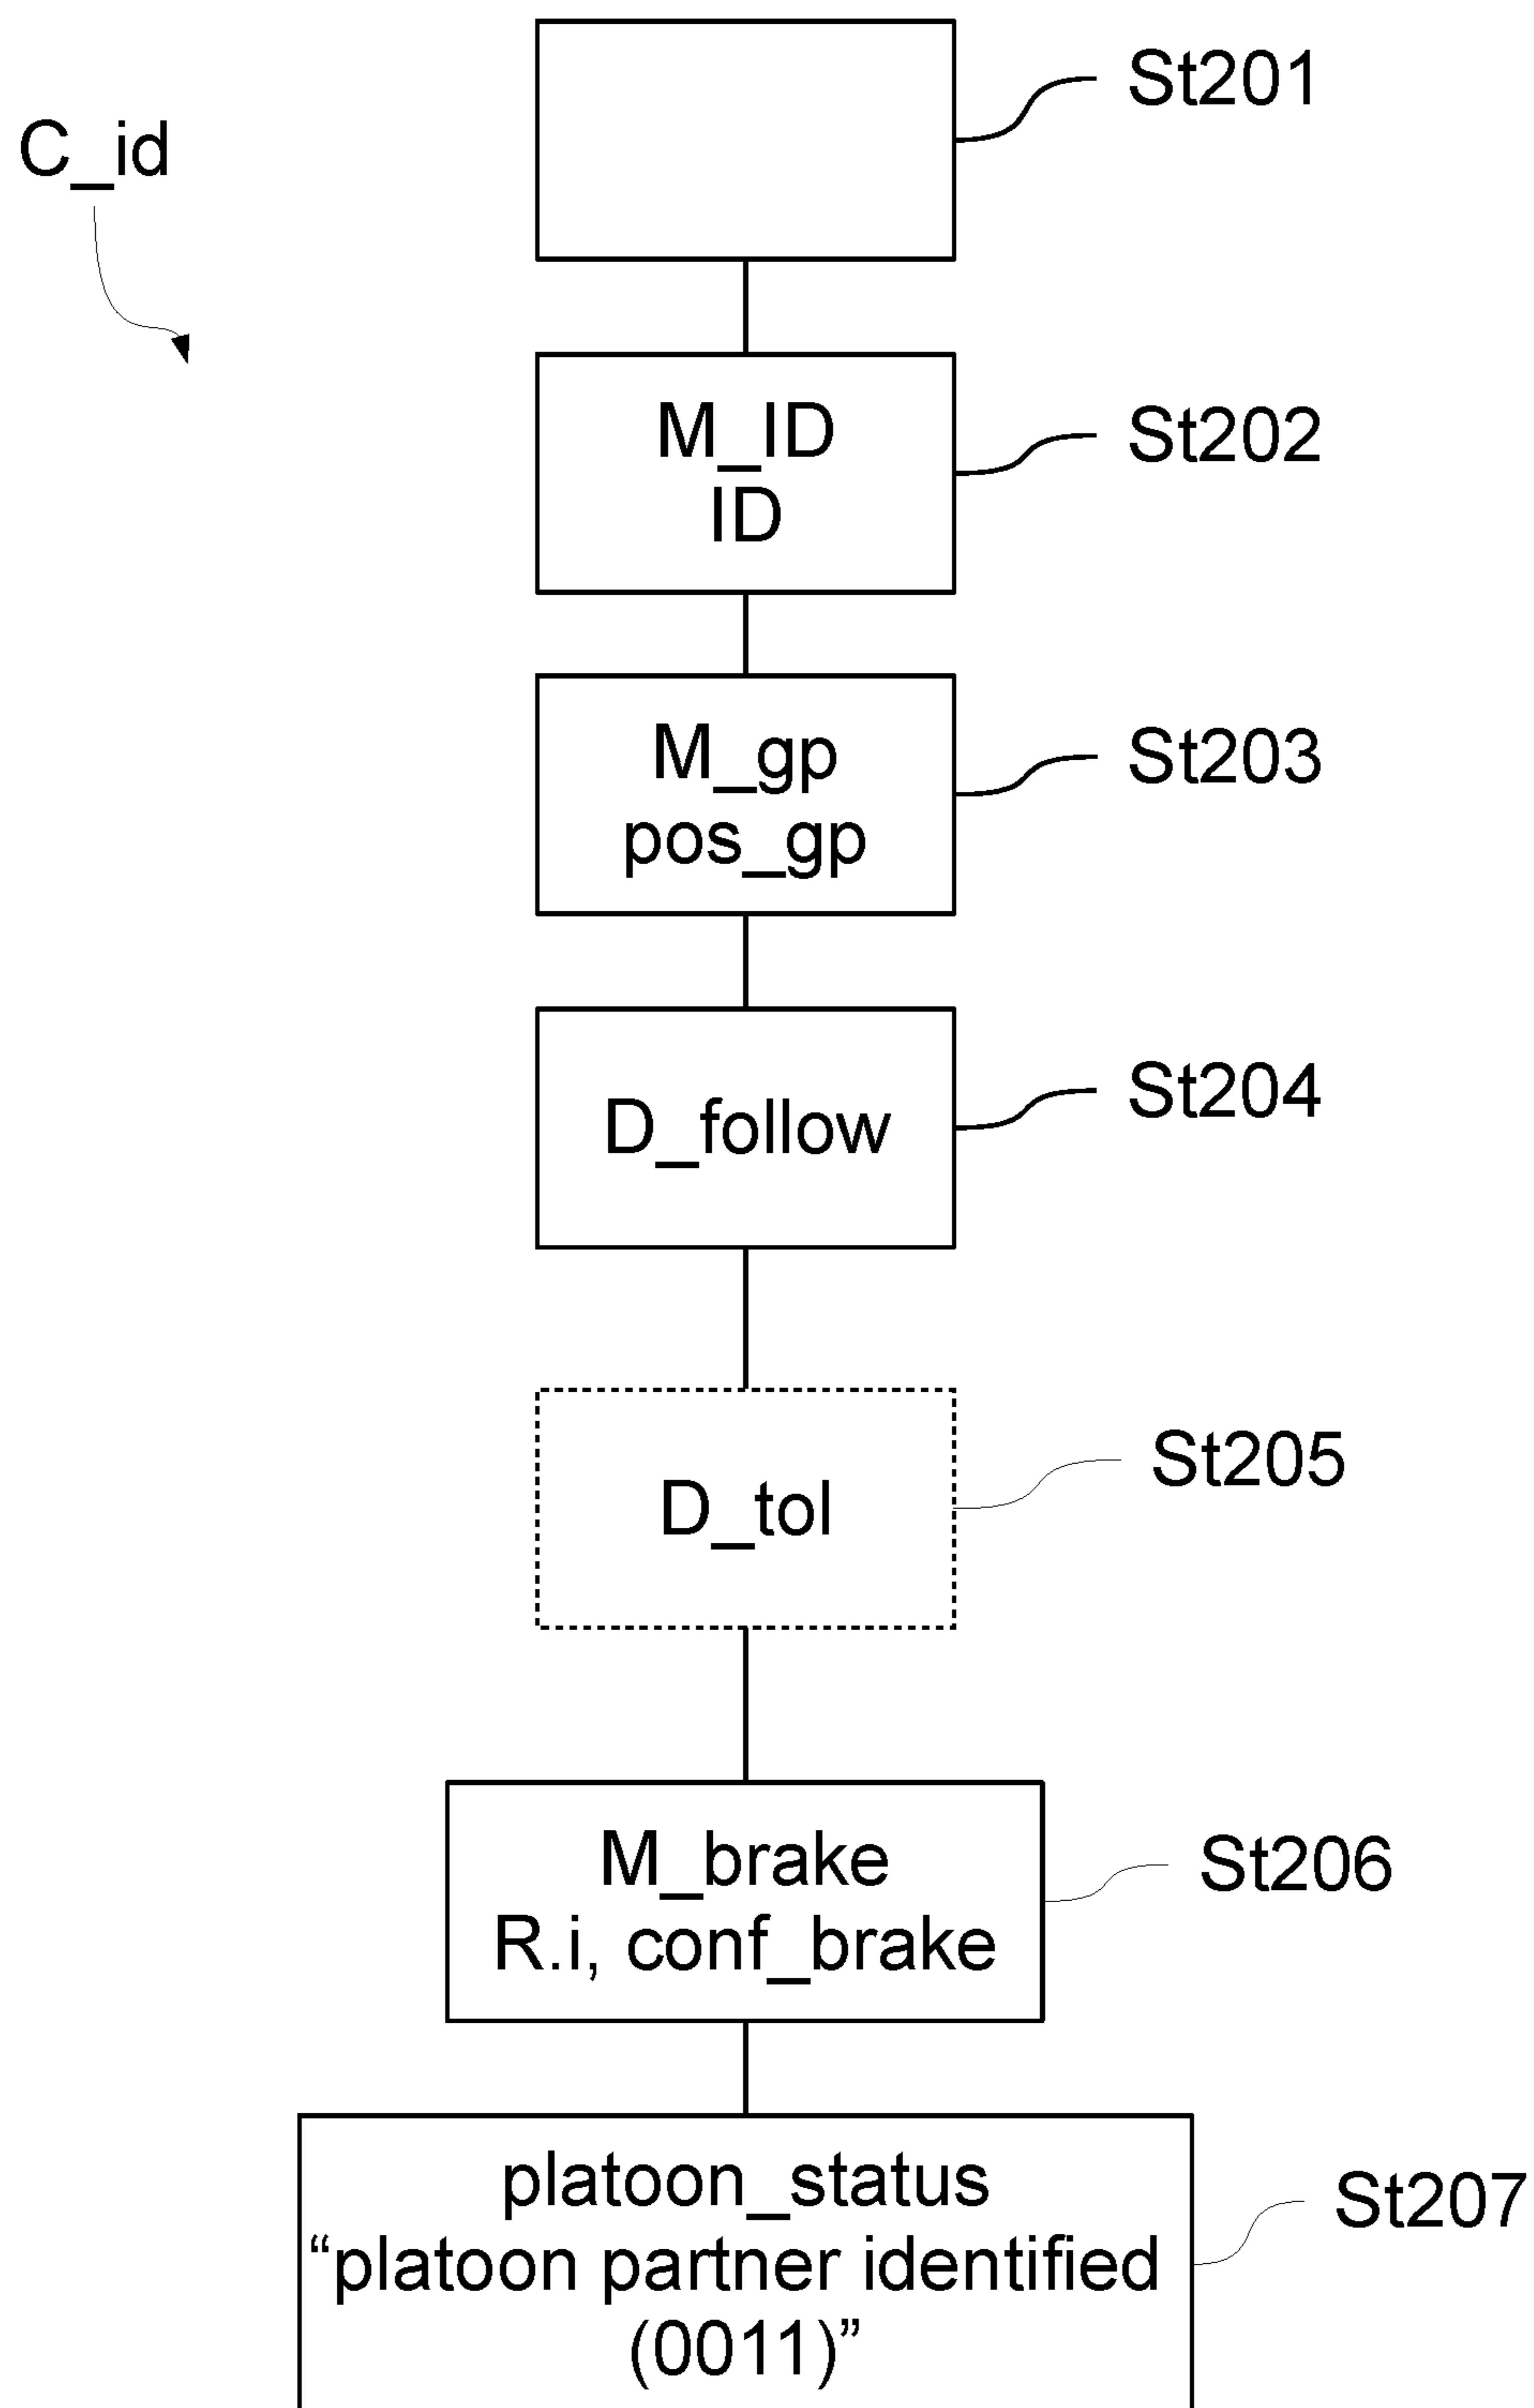 St201
C_id
M_ID
ID
St202
M_gp
pos_gp
St203
D_follow
St204
D_tol
St205
M_brake
R.i, conf_brake
St206
platoon_status
“platoon partner identified
(0011)”
St207